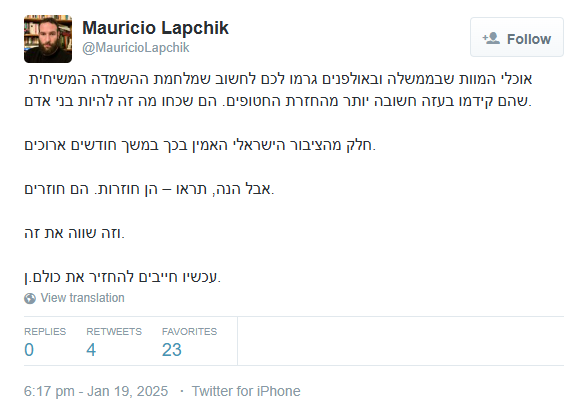 Mauricio Lapchik
@MauricioLapchik
Follow
אוכלי המוות שבממשלה ובאולפנים גרמו לכם לחשוב שמלחמת ההשמדה המשיחית
שהם קידמו בעזה חשובה יותר מהחזרת החטופים. הם שכחו מה זה להיות בני אדם.
חלק מהציבור הישראלי האמין בכך במשך חודשים ארוכים.
אבל הנה, תראו – הן חוזרות. הם חוזרים.
וזה שווה את זה.
עכשיו חייבים להחזיר את כולם.ן
View translation
REPLIES RETWEETS FAVORITES
0 4 23
6:17 pm - Jan 19, 2025 · Twitter for iPhone